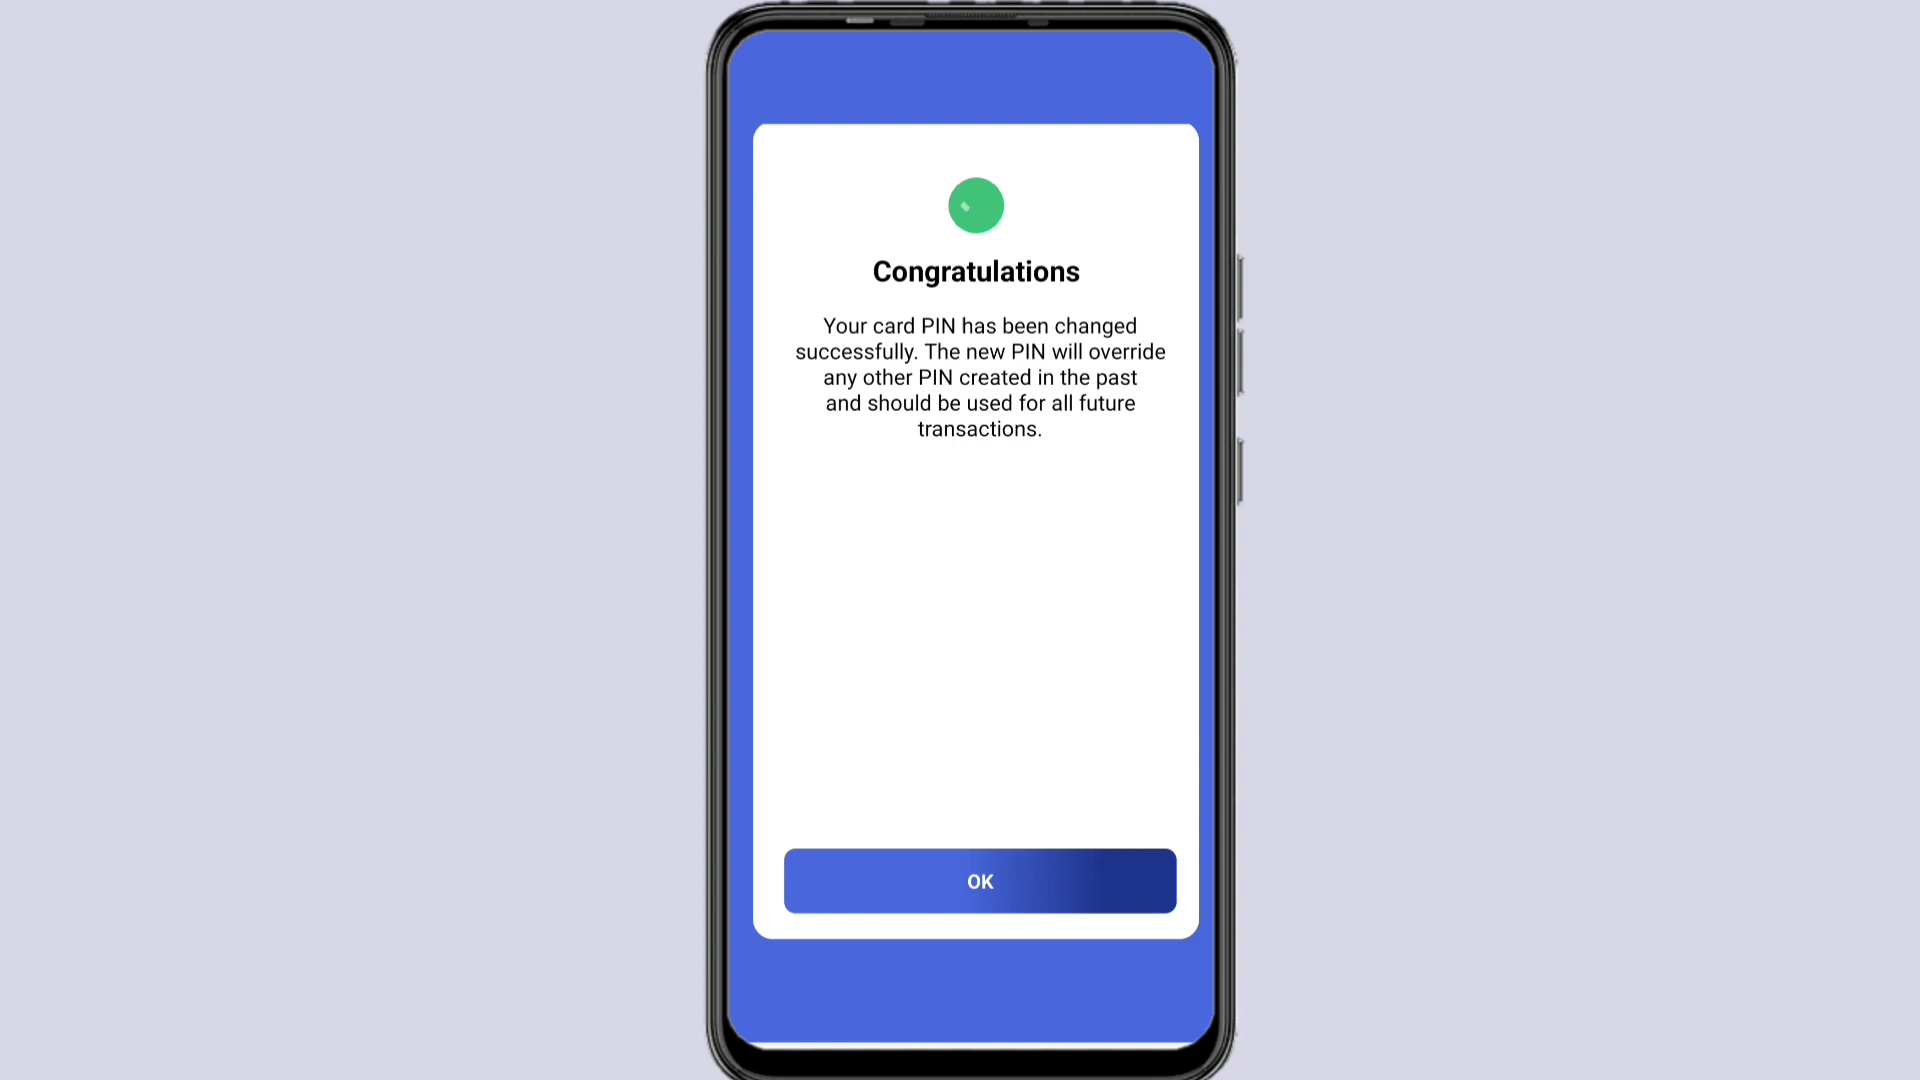 Congratulations
Your card PIN has been changed
successfully. The new PIN will override
any other PIN created in the past
and should be used for all future
transactions.
OK